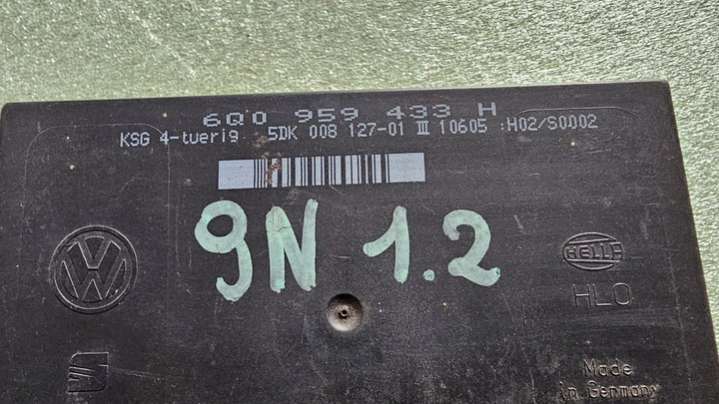 6Q0 959 433 H
KSG 4-tuerig 5DK 008 127-01 III 10605 :H02/S0002
9N 1.2
HELLA
HLO
Made
in Germany